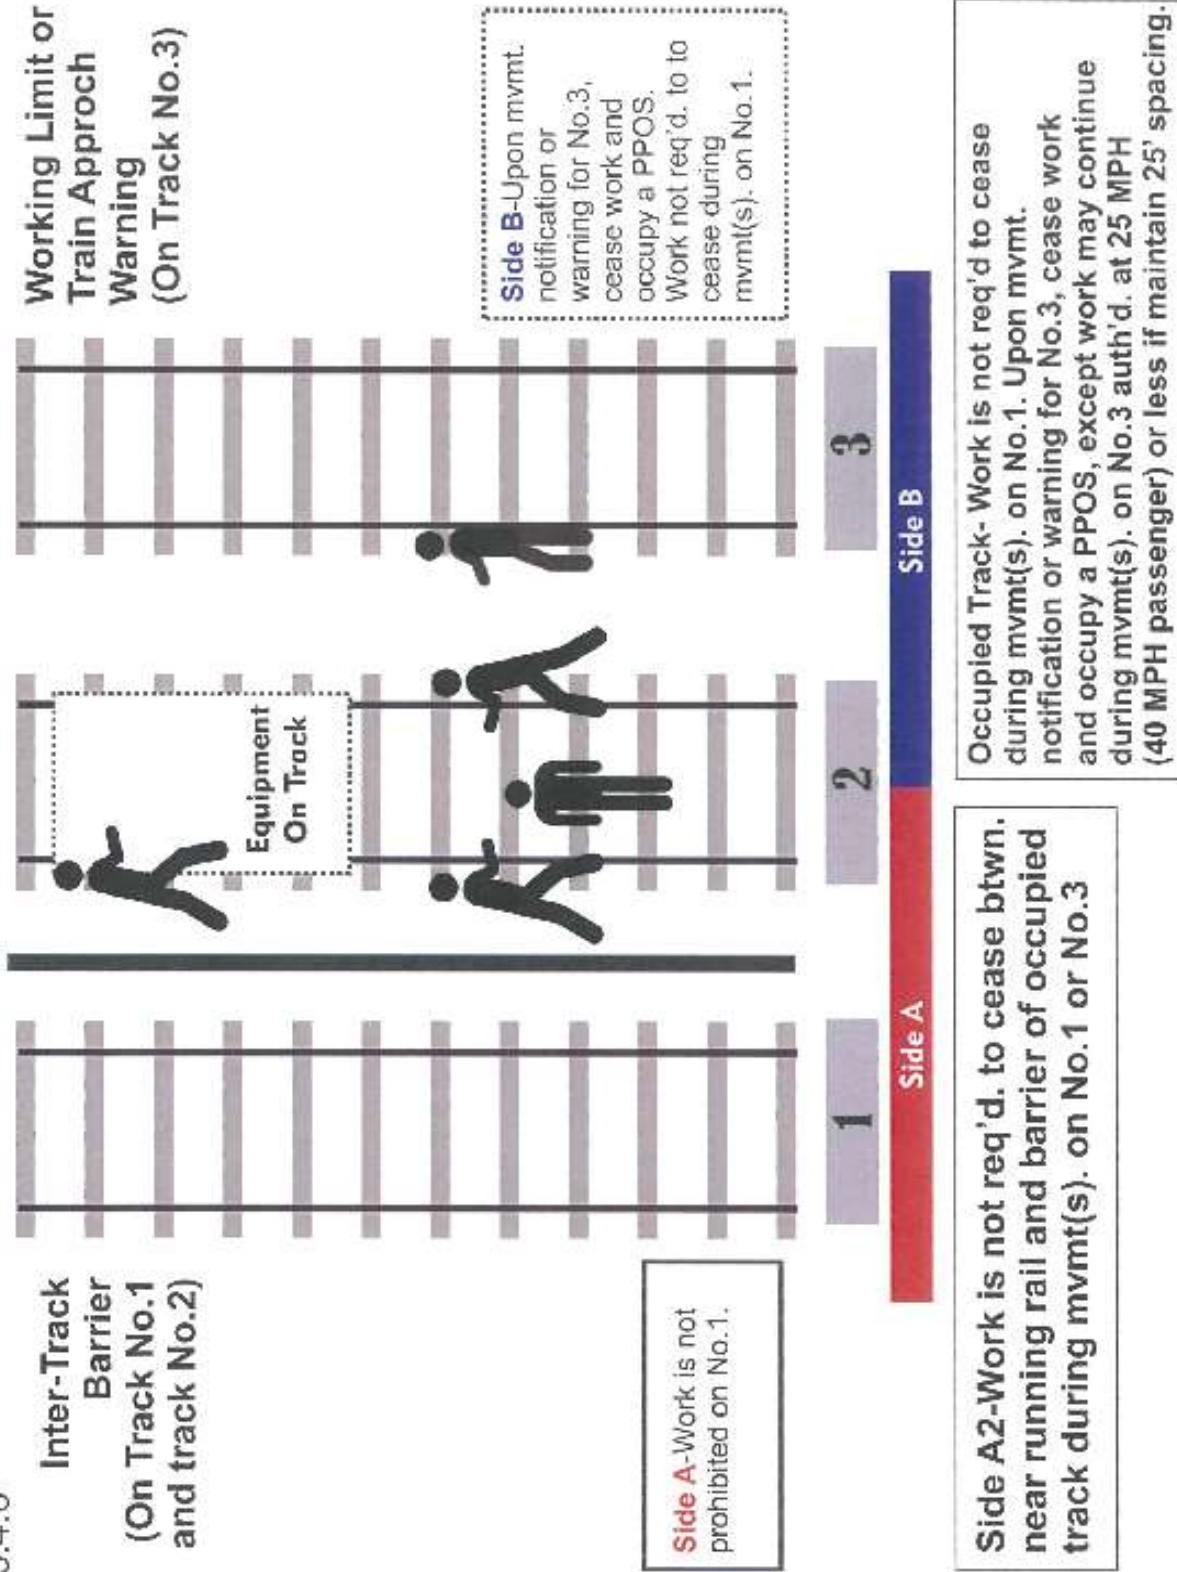 Inter-Track
Barrier
(On Track No.1
and track No.2)
Working Limit or
Train Approch
Warning
(On Track No.3)
Equipment
On Track
Side A-Work is not
prohibited on No.1.
Side B-Upon mvmt.
notification or
warning for No.3,
cease work and
occupy a PPOS.
Work not req'd. to to
cease during
mvmt(s). on No.1.
1
2
3
Side A
Side B
Side A2-Work is not req'd. to cease btwn.
near running rail and barrier of occupied
track during mvmt(s). on No.1 or No.3
Occupied Track- Work is not req'd to cease
during mvmt(s). on No.1. Upon mvmt.
notification or warning for No.3, cease work
and occupy a PPOS, except work may continue
during mvmt(s). on No.3 auth'd. at 25 MPH
(40 MPH passenger) or less if maintain 25' spacing.